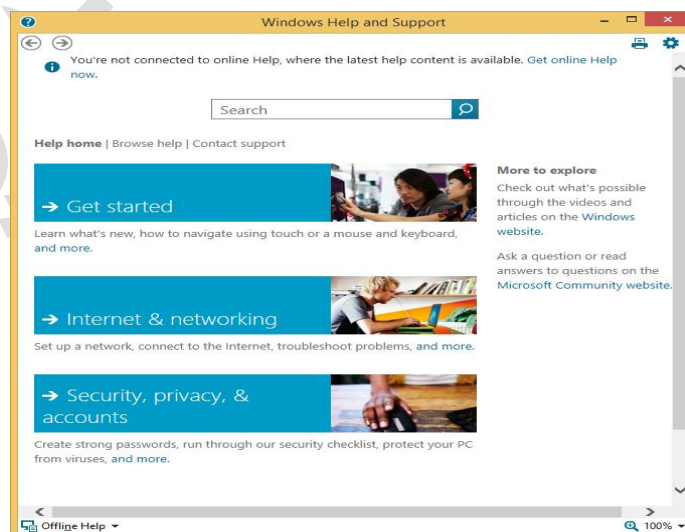 Windows Help and Support
You're not connected to online Help, where the latest help content is available. Get online Help
now.
Search
Help home | Browse help | Contact support
→ Get started
Learn what's new, how to navigate using touch or a mouse and keyboard,
and more.
→ Internet & networking
Set up a network, connect to the Internet, troubleshoot problems, and more.
→ Security, privacy, &
accounts
Create strong passwords, run through our security checklist, protect your PC
from viruses, and more.
More to explore
Check out what's possible
through the videos and
articles on the Windows
website.
Ask a question or read
answers to questions on the
Microsoft Community website.
Offline Help
100%